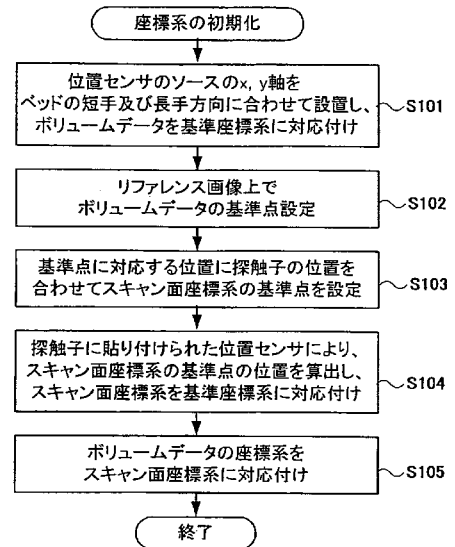 座標系の初期化
位置センサのソースのx, y軸を
ベッドの短手及び長手方向に合わせて設置し、
ボリュームデータを基準座標系に対応付け
S101
リファレンス画像上で
ボリュームデータの基準点設定
S102
基準点に対応する位置に探触子の位置を
合わせてスキャン面座標系の基準点を設定
S103
探触子に貼り付けられた位置センサにより、
スキャン面座標系の基準点の位置を算出し、
スキャン面座標系を基準座標系に対応付け
S104
ボリュームデータの座標系を
スキャン面座標系に対応付け
S105
終了